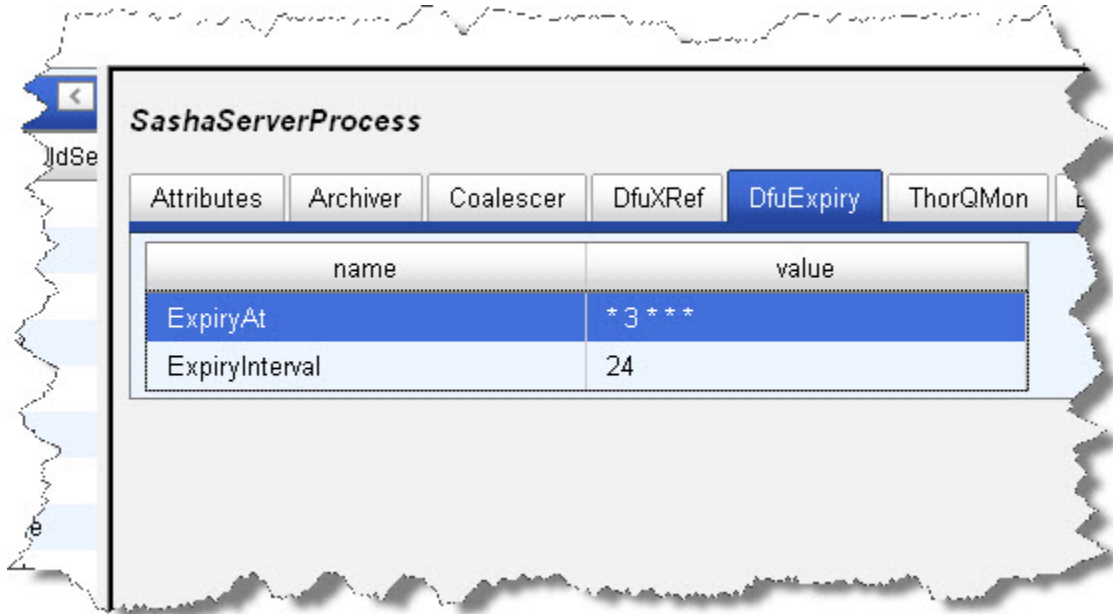 SashaServerProcess
Attributes Archiver Coalescer DfuXRef DfuExpiry ThorQMon
name value
ExpiryAt * 3 * * *
ExpiryInterval 24